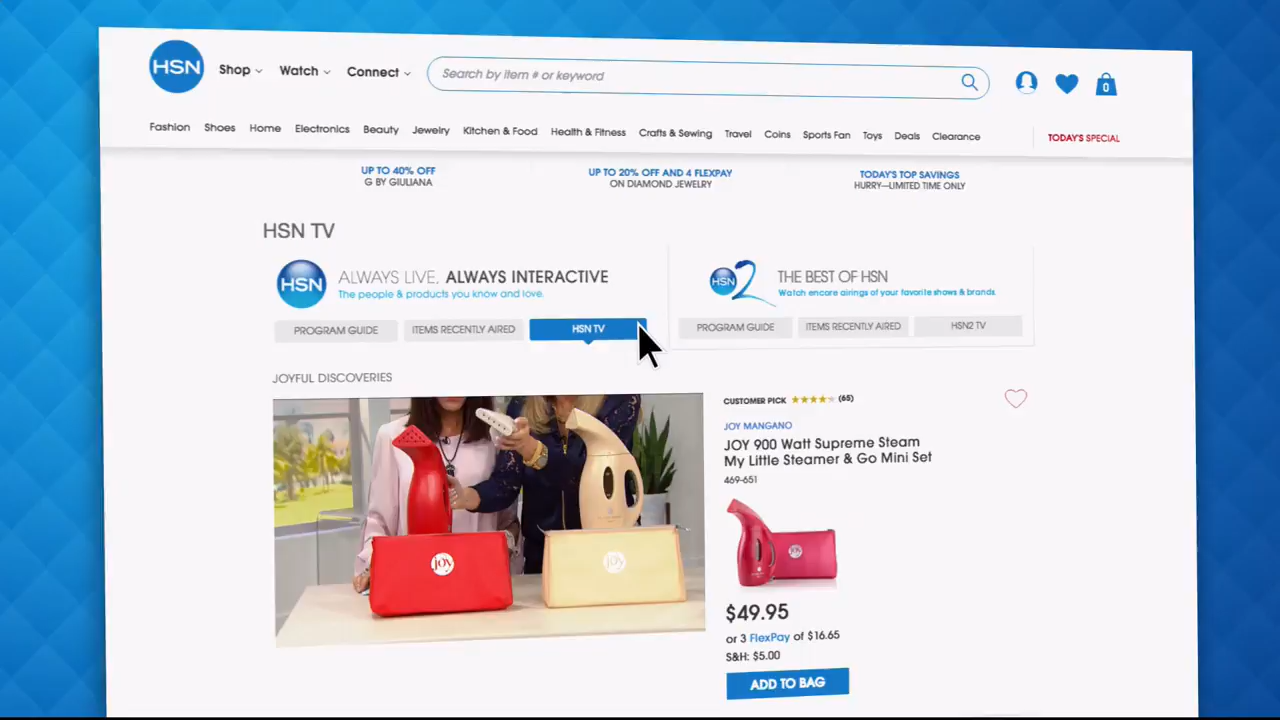 HSN
Shop
Watch
Connect
Search by item # or keyword
0
Fashion
Shoes
Home
Electronics
Beauty
Jewelry
Kitchen & Food
Health & Fitness
Crafts & Sewing
Travel
Coins
Sports Fan
Toys
Deals
Clearance
TODAY'S SPECIAL
UP TO 40% OFF
G BY GIULIANA
UP TO 20% OFF AND 4 FLEXPAY
ON DIAMOND JEWELRY
TODAY'S TOP SAVINGS
HURRY—LIMITED TIME ONLY
HSN TV
HSN
ALWAYS LIVE, ALWAYS INTERACTIVE
The people & products you know and love.
PROGRAM GUIDE
ITEMS RECENTLY AIRED
HSN TV
HSN 2
THE BEST OF HSN
Watch encore airings of your favorite shows & brands.
PROGRAM GUIDE
ITEMS RECENTLY AIRED
HSN2 TV
JOYFUL DISCOVERIES
joy
joy
CUSTOMER PICK
(65)
JOY MANGANO
JOY 900 Watt Supreme Steam
My Little Steamer & Go Mini Set
469-651
joy
$49.95
or 3 FlexPay of $16.65
S&H: $5.00
ADD TO BAG